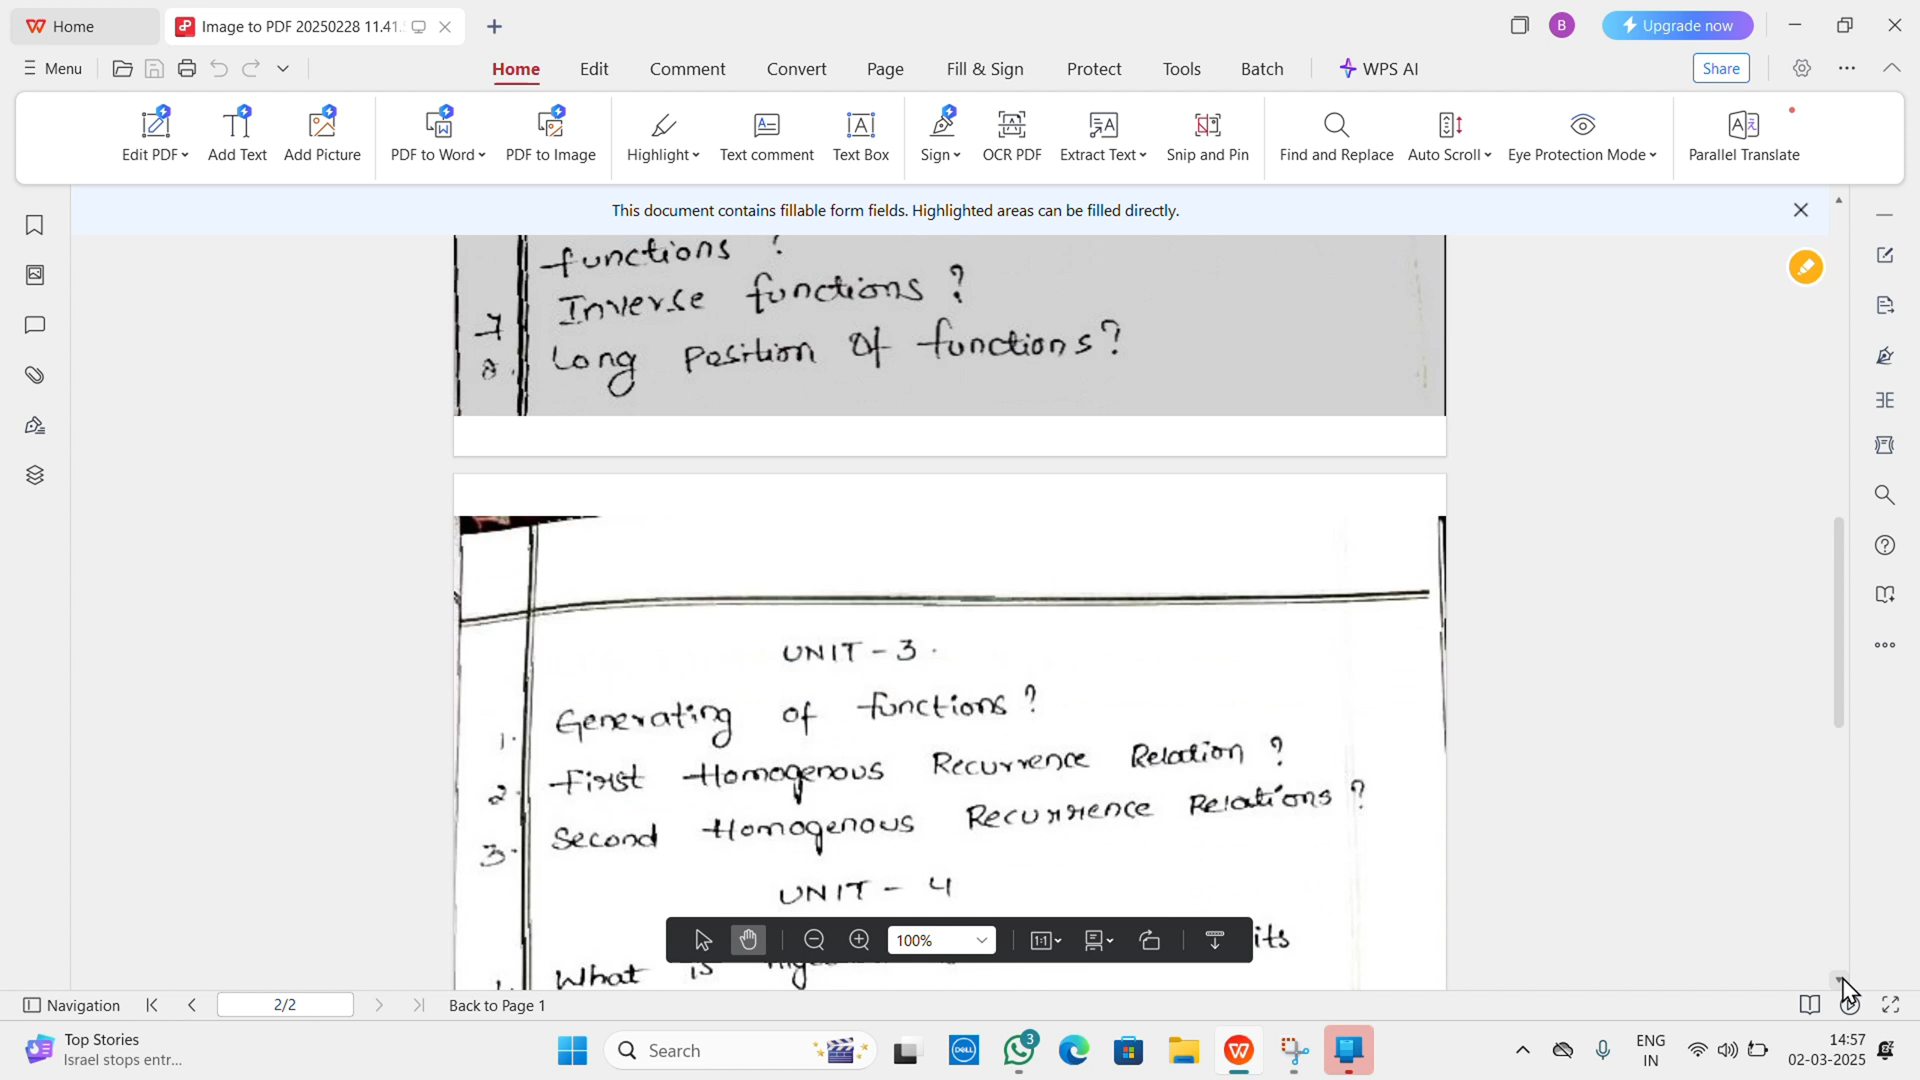 Home
Image to PDF 20250228 11.41.
B
Upgrade now
Menu
Home
Edit
Comment
Convert
Page
Fill & Sign
Protect
Tools
Batch
WPS AI
Share
Edit PDF
Add Text
Add Picture
PDF to Word
PDF to Image
Highlight
Text comment
Text Box
Sign
OCR PDF
Extract Text
Snip and Pin
Find and Replace
Auto Scroll
Eye Protection Mode
Parallel Translate
This document contains fillable form fields. Highlighted areas can be filled directly.
functions ?
7 Inverse functions ?
8. Long Position Of functions?
UNIT - 3.
1. Generating of functions ?
2. First Homogenous Recurrence Relation ?
3. Second Homogenous Recurrence Relations ?
UNIT - 4
What is its
100%
Navigation
2/2
Back to Page 1
Top Stories
Israel stops entr...
Search
DELL
3
ENG
IN
14:57
02-03-2025